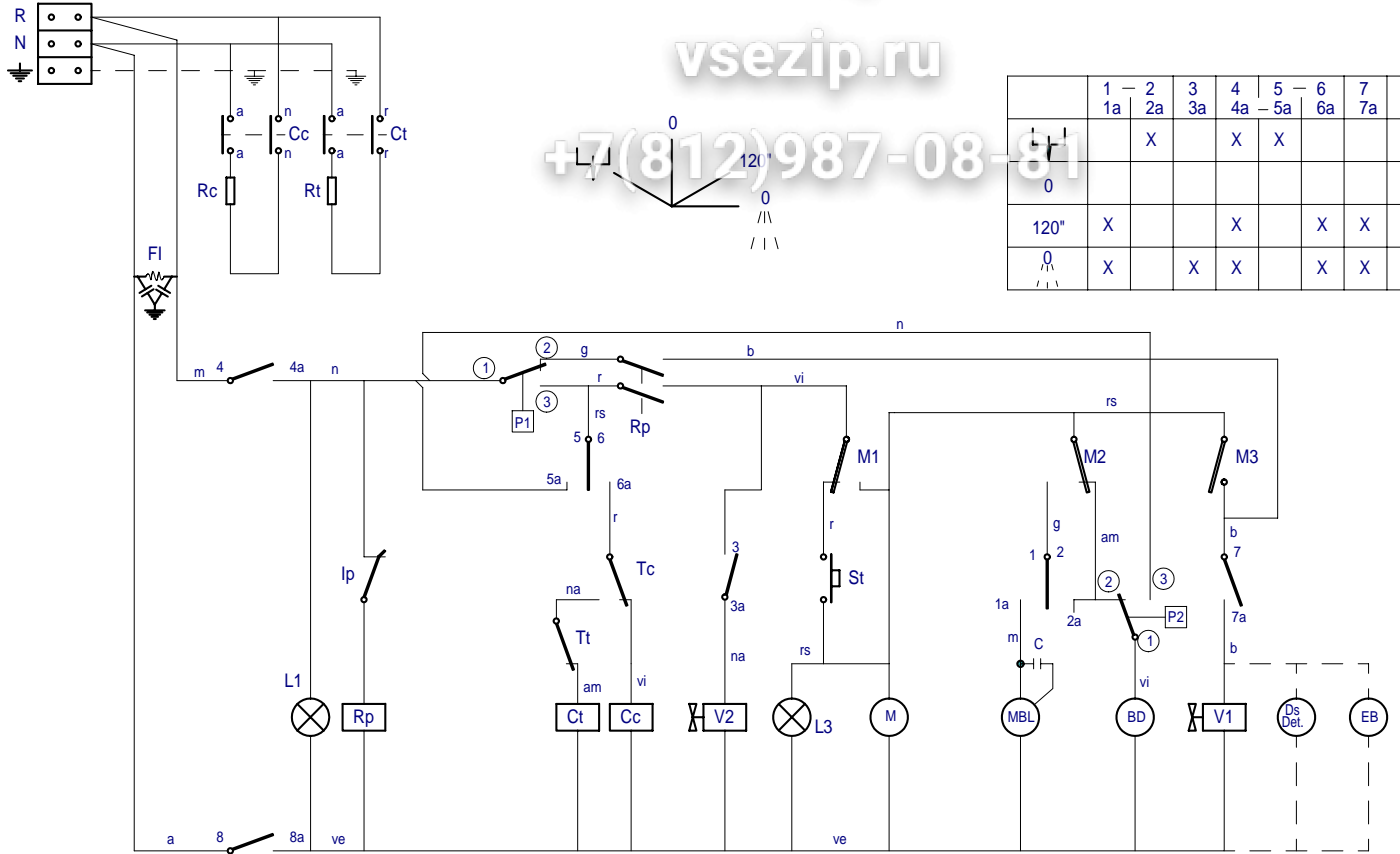 R
N
vsezip.ru
+7(812)987-08-81
0
120"
0
1 – 2 3 4 5 – 6 7
1a 2a 3a 4a – 5a 6a 7a
X X X
0
120" X X X X
0 X X X X X
a n a r
Cc Ct
a n a r
Rc Rt
FI
n
m 4 4a n
1 2 g b
r vi
3
P1 rs Rp
rs
5 6
M1 M2 M3
5a 6a
r r g am b
3 1 2 7
Ip Tc St
na 3a 1a 2a 2 3 P2 7a
Tt m C 1 b
na rs
am vi vi
L1
Rp Ct Cc V2 L3 M MBL BD V1 Ds Det. EB
a 8 8a ve ve